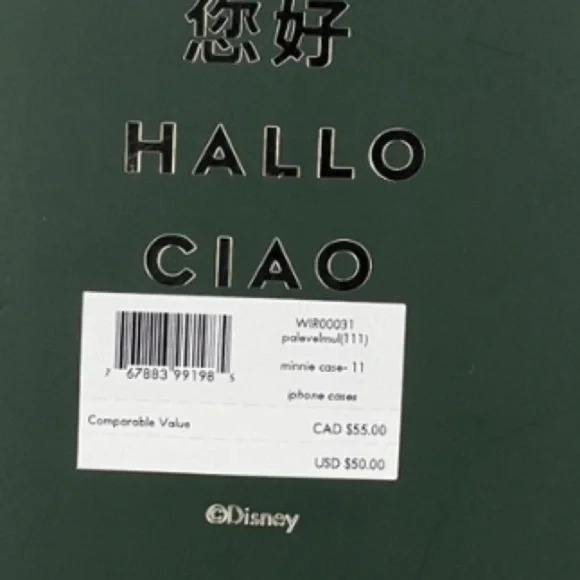 您好
HALLO
CIAO
WIR00031
palevelmul(111)
minnie case- 11
iphone cases
7 67883 99198 5
Comparable Value
CAD $55.00
USD $50.00
©Disney